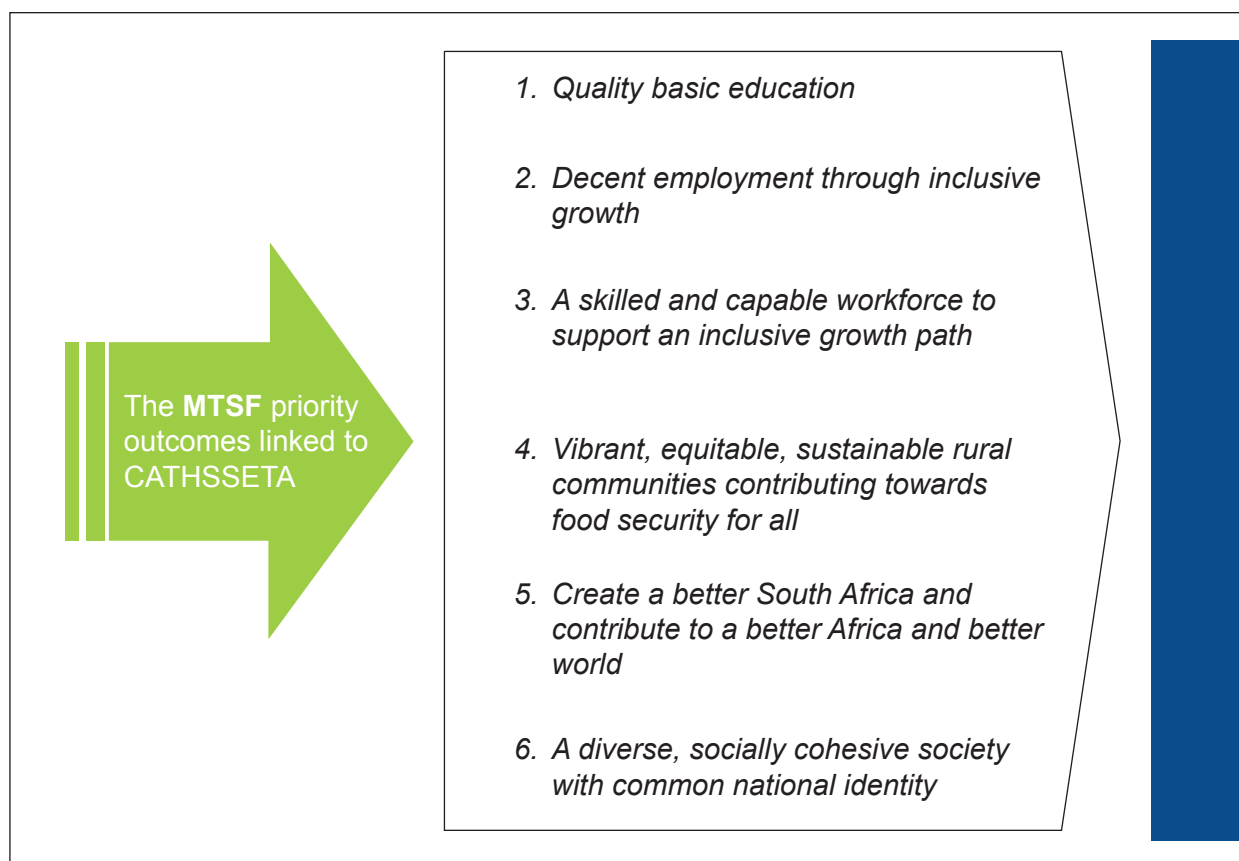 The MTSF priority
outcomes linked to
CATHSSETA
1. Quality basic education
2. Decent employment through inclusive
growth
3. A skilled and capable workforce to
support an inclusive growth path
4. Vibrant, equitable, sustainable rural
communities contributing towards
food security for all
5. Create a better South Africa and
contribute to a better Africa and better
world
6. A diverse, socially cohesive society
with common national identity